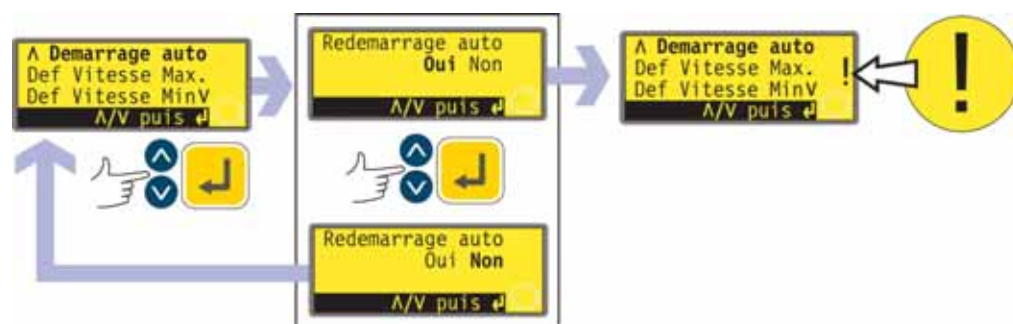 Λ Demarrage auto
Def Vitesse Max.
Def Vitesse MinV
Λ/V puis ↲
Redemarrage auto
Oui Non
Λ/V puis ↲
Redemarrage auto
Oui Non
Λ/V puis ↲
Λ Demarrage auto
Def Vitesse Max. !
Def Vitesse MinV
Λ/V puis ↲
!